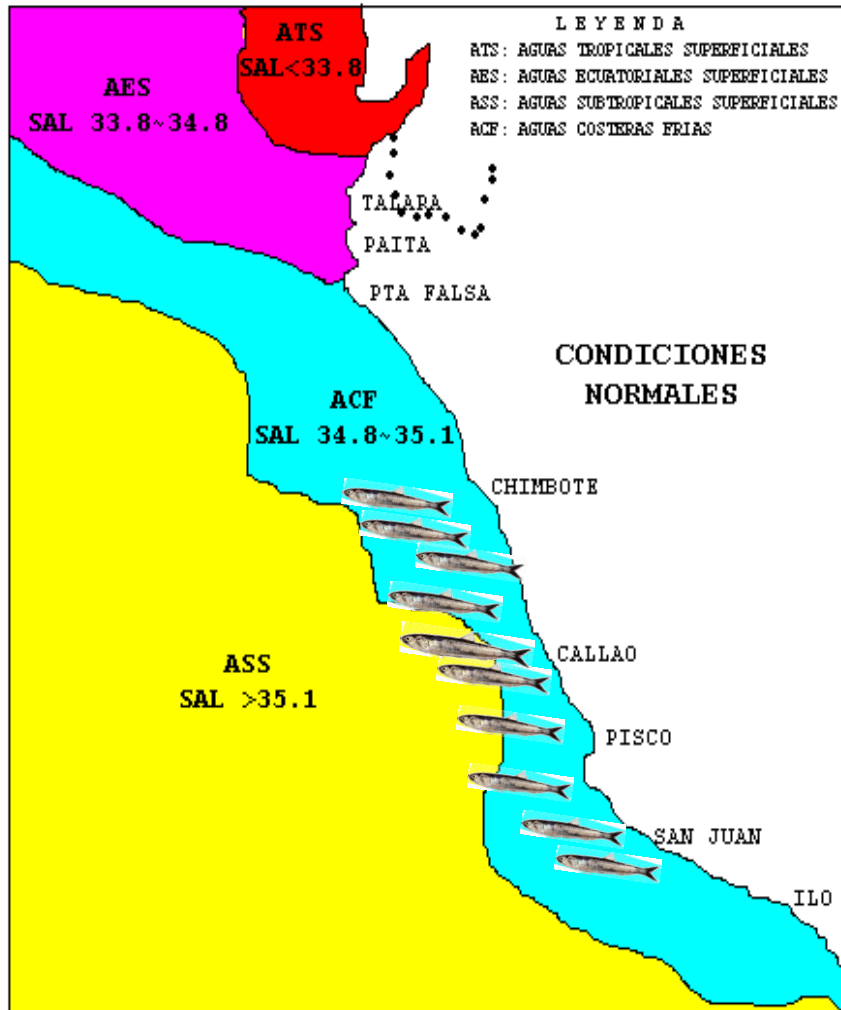 LEYENDA
ATS: AGUAS TROPICALES SUPERFICIALES
AES: AGUAS ECUATORIALES SUPERFICIALES
ASS: AGUAS SUBTROPICALES SUPERFICIALES
ACF: AGUAS COSTERAS FRIAS
ATS
SAL<33.8
AES
SAL 33.8~34.8
TALARA
PAITA
PTA FALSA
CONDICIONES
NORMALES
ACF
SAL 34.8~35.1
CHIMBOTE
CALLAO
ASS
SAL >35.1
PISCO
SAN JUAN
ILO